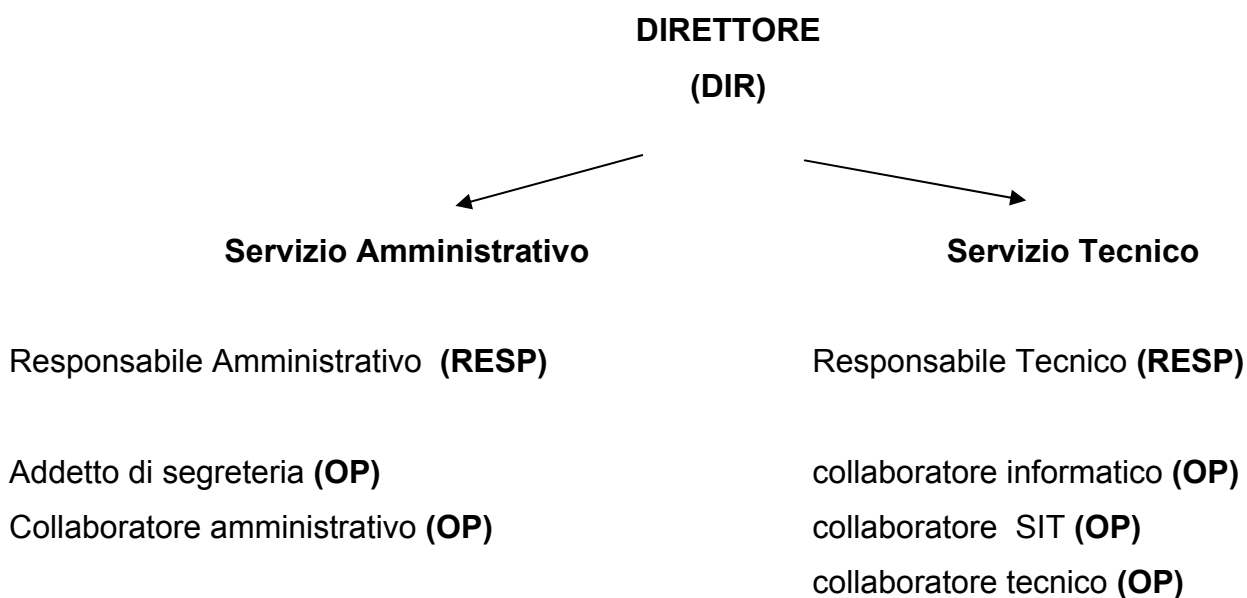 DIRETTORE
(DIR)
Servizio Amministrativo
Servizio Tecnico
Responsabile Amministrativo (RESP)
Responsabile Tecnico (RESP)
Addetto di segreteria (OP)
collaboratore informatico (OP)
Collaboratore amministrativo (OP)
collaboratore SIT (OP)
collaboratore tecnico (OP)